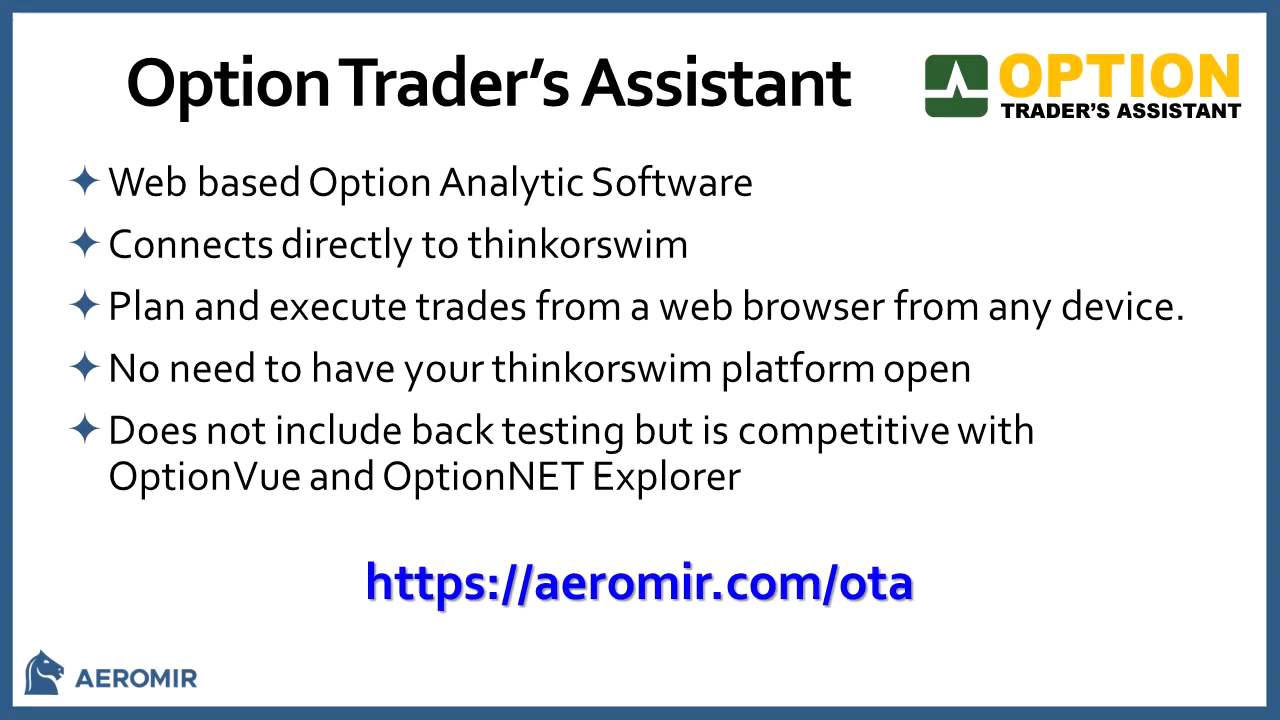 Option Trader's Assistant
OPTION
TRADER'S ASSISTANT
Web based Option Analytic Software
Connects directly to thinkorswim
Plan and execute trades from a web browser from any device.
No need to have your thinkorswim platform open
Does not include back testing but is competitive with
OptionVue and OptionNET Explorer
https://aeromir.com/ota
AEROMIR